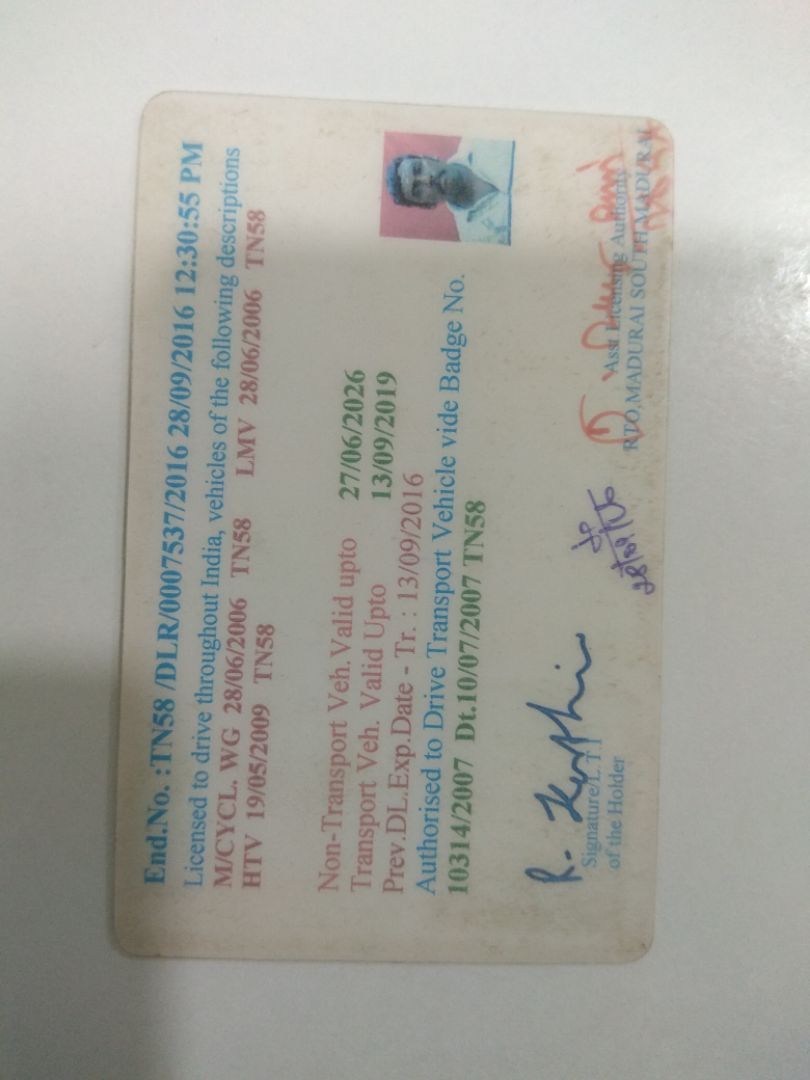 End.No. :TN58 /DLR/0007537/2016 28/09/2016 12:30:55 PM
Licensed to drive throughout India, vehicles of the following descriptions
M/CYCL. WG 28/06/2006 TN58 LMV 28/06/2006 TN58
HTV 19/05/2009 TN58
Non-Transport Veh.Valid upto 27/06/2026
Transport Veh. Valid Upto 13/09/2019
Prev.DL.Exp.Date - Tr. : 13/09/2016
Authorised to Drive Transport Vehicle vide Badge No.
10314/2007 Dt.10/07/2007 TN58
R.
Signature/L.T.I
of the Holder
Asst Licensing Authority
RTO,MADURAI SOUTH,MADURAI